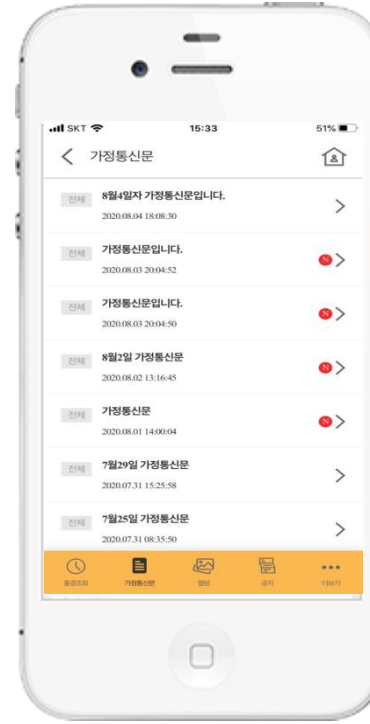 SKT 15:33 51%
가정통신문
전체 8월4일자 가정통신문입니다.
2020.08.04 18:08:30
전체 가정통신문입니다.
2020.08.03 20:04:52
N
전체 가정통신문입니다.
2020.08.03 20:04:50
N
전체 8월2일 가정통신문
2020.08.02 13:16:45
N
전체 가정통신문
2020.08.01 14:00:04
N
전체 7월29일 가정통신문
2020.07.31 15:25:58
전체 7월25일 가정통신문
2020.07.31 08:35:50
출결조회 가정통신문 앨범 공지 더보기